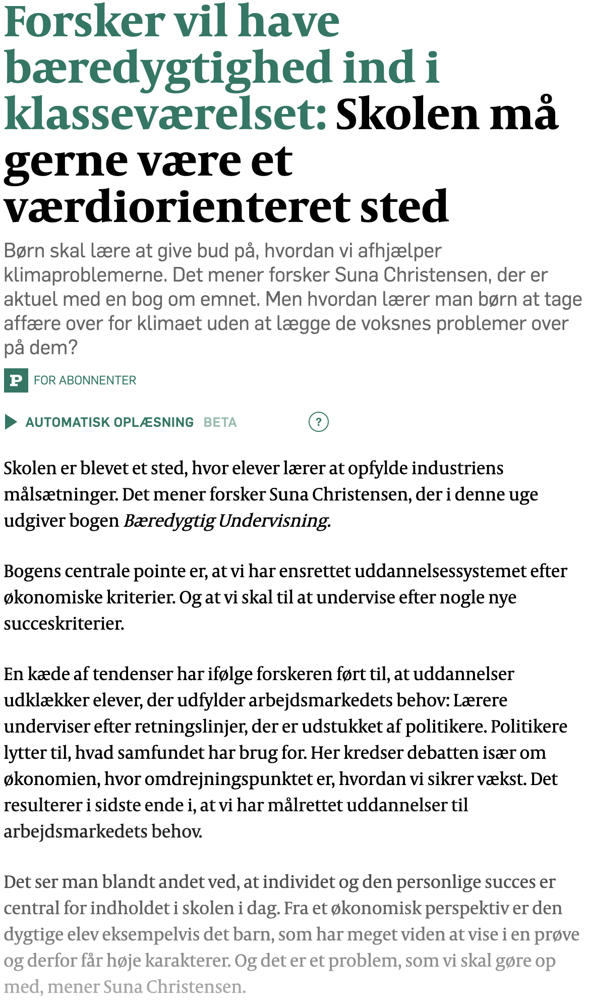 Forsker vil have
bæredygtighed ind i
klasseværelset: Skolen må
gerne være et
værdiorienteret sted
Børn skal lære at give bud på, hvordan vi afhjælper
klimaproblemerne. Det mener forsker Suna Christensen, der er
aktuel med en bog om emnet. Men hvordan lærer man børn at tage
affære over for klimaet uden at lægge de voksnes problemer over
på dem?
P FOR ABONNENTER
AUTOMATISK OPLÆSNING BETA ?
Skolen er blevet et sted, hvor elever lærer at opfylde industriens
målsætninger. Det mener forsker Suna Christensen, der i denne uge
udgiver bogen Bæredygtig Undervisning.
Bogens centrale pointe er, at vi har ensrettet uddannelsessystemet efter
økonomiske kriterier. Og at vi skal til at undervise efter nogle nye
succeskriterier.
En kæde af tendenser har ifølge forskeren ført til, at uddannelser
udklækker elever, der udfylder arbejdsmarkedets behov: Lærere
underviser efter retningslinjer, der er udstukket af politikere. Politikere
lytter til, hvad samfundet har brug for. Her kredser debatten især om
økonomien, hvor omdrejningspunktet er, hvordan vi sikrer vækst. Det
resulterer i sidste ende i, at vi har målrettet uddannelser til
arbejdsmarkedets behov.
Det ser man blandt andet ved, at individet og den personlige succes er
central for indholdet i skolen i dag. Fra et økonomisk perspektiv er den
dygtige elev eksempelvis det barn, som har meget viden at vise i en prøve
og derfor får høje karakterer. Og det er et problem, som vi skal gøre op
med, mener Suna Christensen.